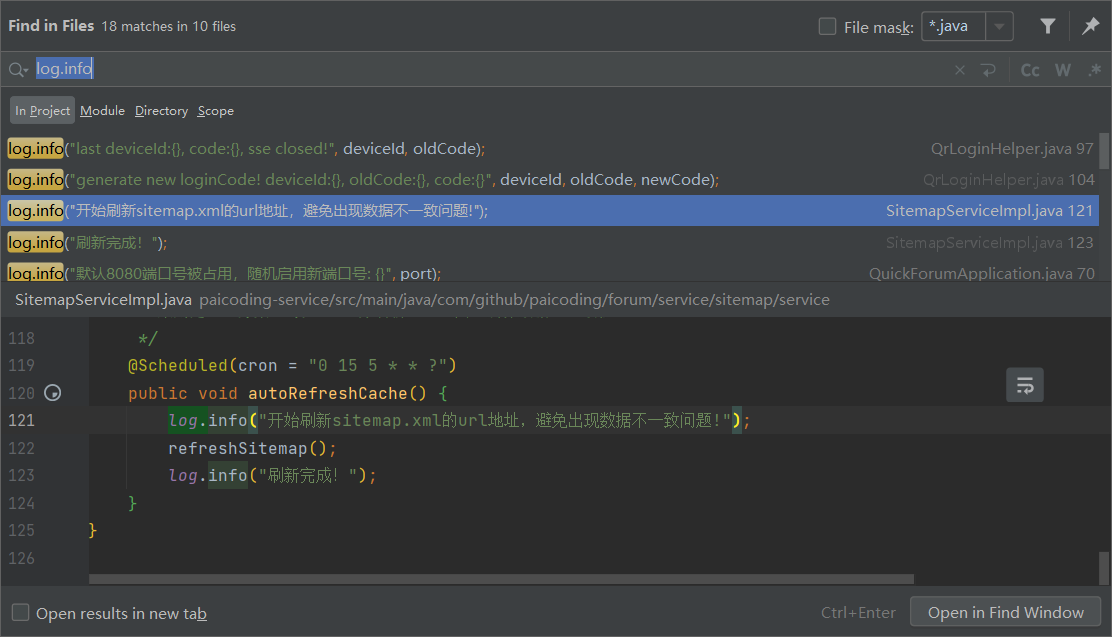 Find in Files 18 matches in 10 files File mask: *.java
log.info Cc W .*
In Project Module Directory Scope
log.info("last deviceId:{}, code:{}, sse closed!", deviceId, oldCode); QrLoginHelper.java 97
log.info("generate new loginCode! deviceId:{}, oldCode:{}, code:{}", deviceId, oldCode, newCode); QrLoginHelper.java 104
log.info("开始刷新sitemap.xml的url地址，避免出现数据不一致问题!"); SitemapServiceImpl.java 121
log.info("刷新完成！"); SitemapServiceImpl.java 123
log.info("默认8080端口号被占用，随机启用新端口号: {}", port); QuickForumApplication.java 70
SitemapServiceImpl.java paicoding-service/src/main/java/com/github/paicoding/forum/service/sitemap/service
118 */
119 @Scheduled(cron = "0 15 5 * * ?")
120 public void autoRefreshCache() {
121 log.info("开始刷新sitemap.xml的url地址，避免出现数据不一致问题!");
122 refreshSitemap();
123 log.info("刷新完成！");
124 }
125 }
126
Open results in new tab Ctrl+Enter Open in Find Window